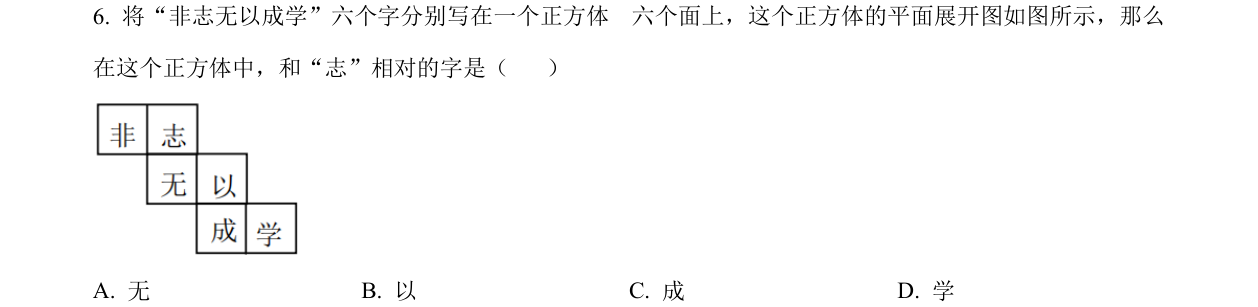 6. 将“非志无以成学”六个字分别写在一个正方体 六个面上，这个正方体的平面展开图如图所示，那么
在这个正方体中，和“志”相对的字是（ ）
非 志
无 以
成 学
A. 无 B. 以 C. 成 D. 学